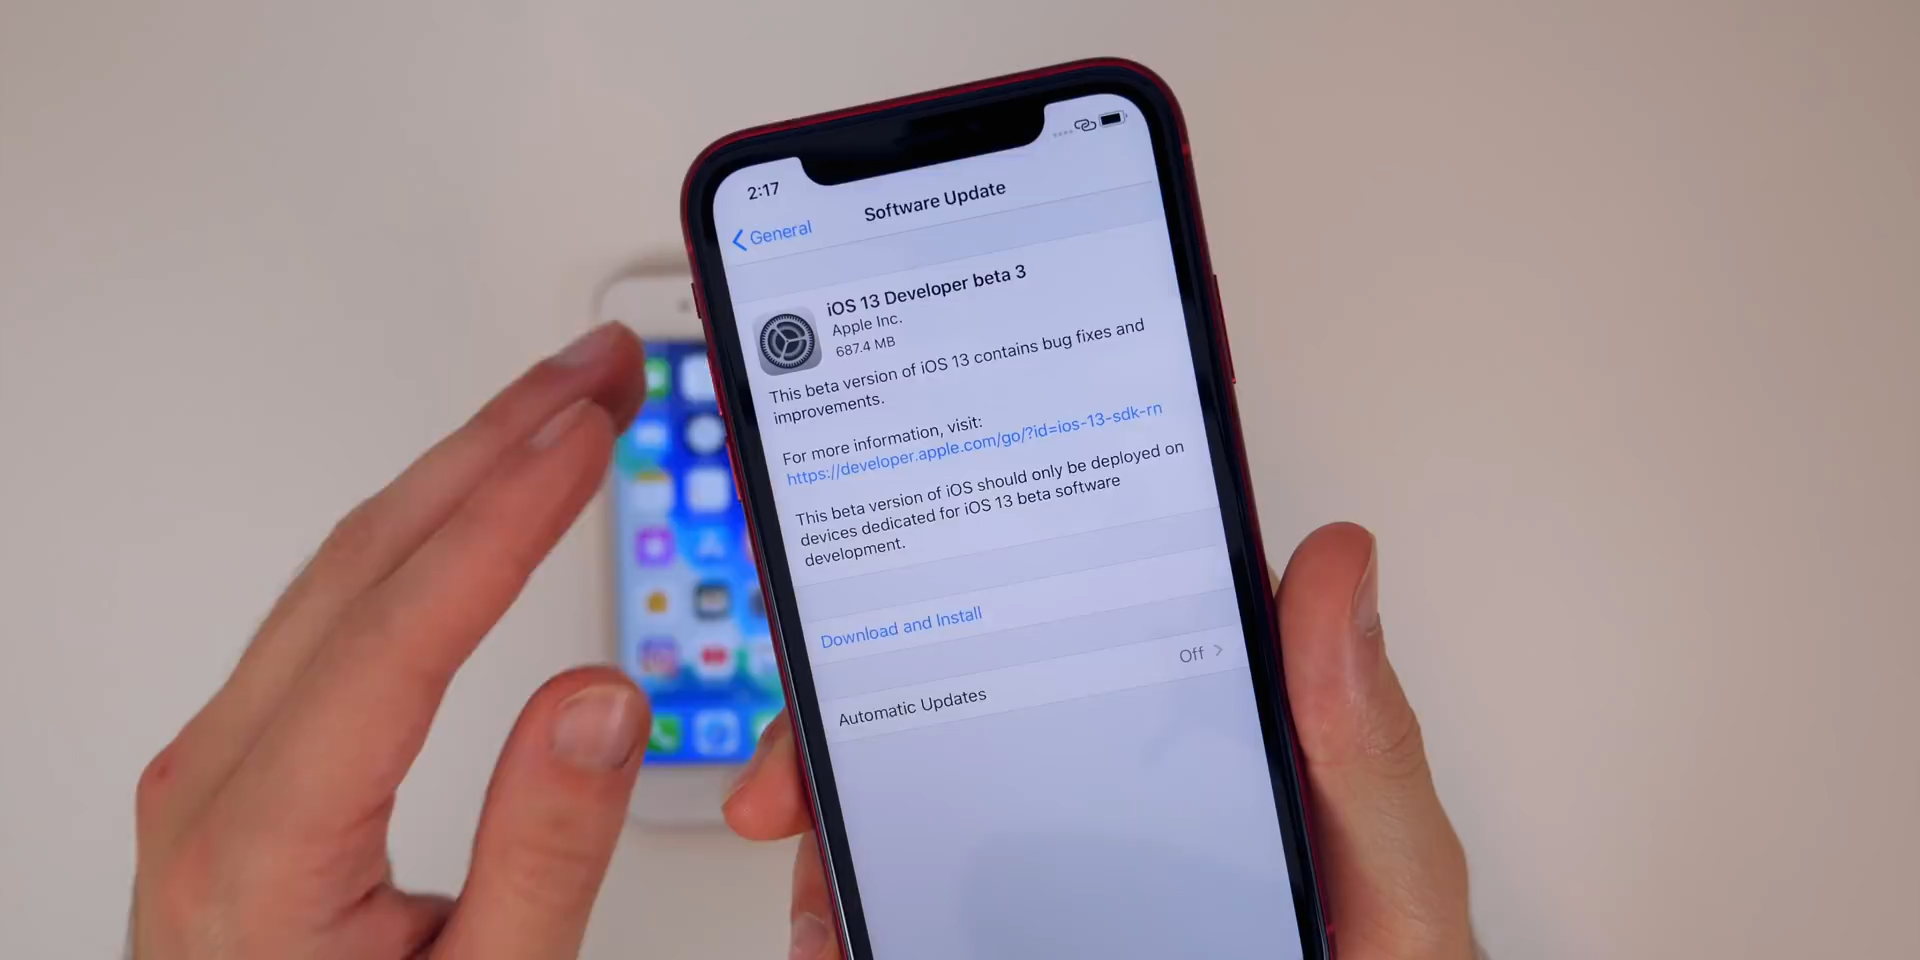 2:17
General
Software Update
iOS 13 Developer beta 3
Apple Inc.
687.4 MB
This beta version of iOS 13 contains bug fixes and
improvements.
For more information, visit:
https://developer.apple.com/go/?id=ios-13-sdk-rn
This beta version of iOS should only be deployed on
devices dedicated for iOS 13 beta software
development.
Download and Install
Automatic Updates
Off